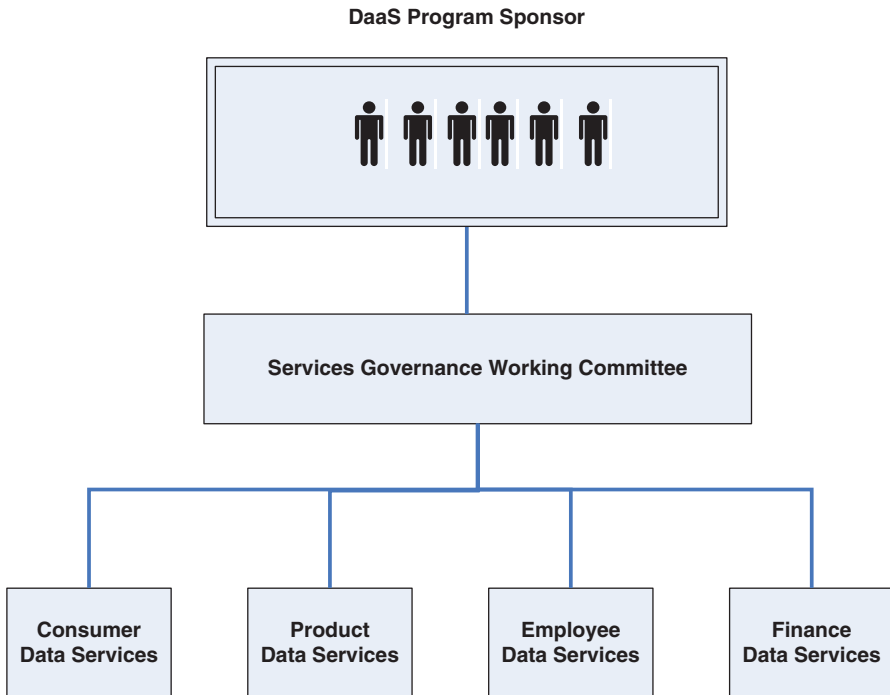 DaaS Program Sponsor
Services Governance Working Committee
Consumer
Data Services
Product
Data Services
Employee
Data Services
Finance
Data Services